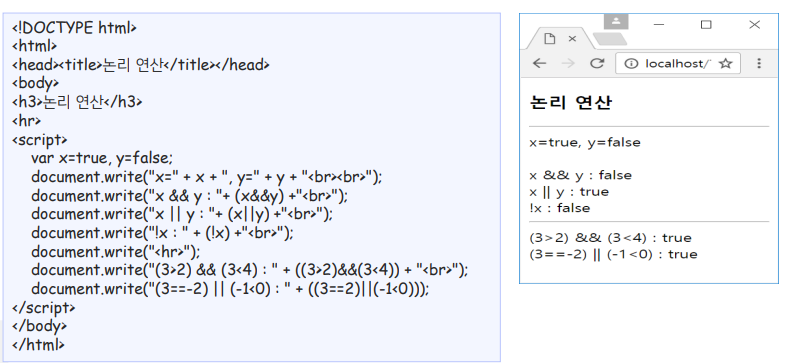 <!DOCTYPE html>
<html>
<head><title>논리 연산</title></head>
<body>
<h3>논리 연산</h3>
<hr>
<script>
var x=true, y=false;
document.write("x=" + x + ", y=" + y + "<br><br>");
document.write("x && y : "+ (x&&y) +"<br>");
document.write("x || y : "+ (x||y) +"<br>");
document.write("!x : " + (!x) +"<br>");
document.write("<hr>");
document.write("(3>2) && (3<4) : " + ((3>2)&&(3<4)) + "<br>");
document.write("(3==-2) || (-1<0) : " + ((3==2)||(-1<0)));
</script>
</body>
</html>
localhost/
논리 연산
x=true, y=false
x && y : false
x || y : true
!x : false
(3>2) && (3<4) : true
(3==-2) || (-1<0) : true